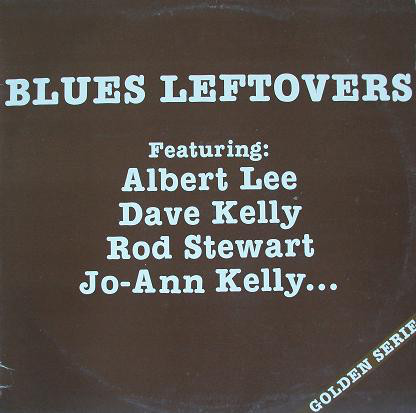 BLUES LEFTOVERS
Featuring:
Albert Lee
Dave Kelly
Rod Stewart
Jo-Ann Kelly...
GOLDEN SERIE